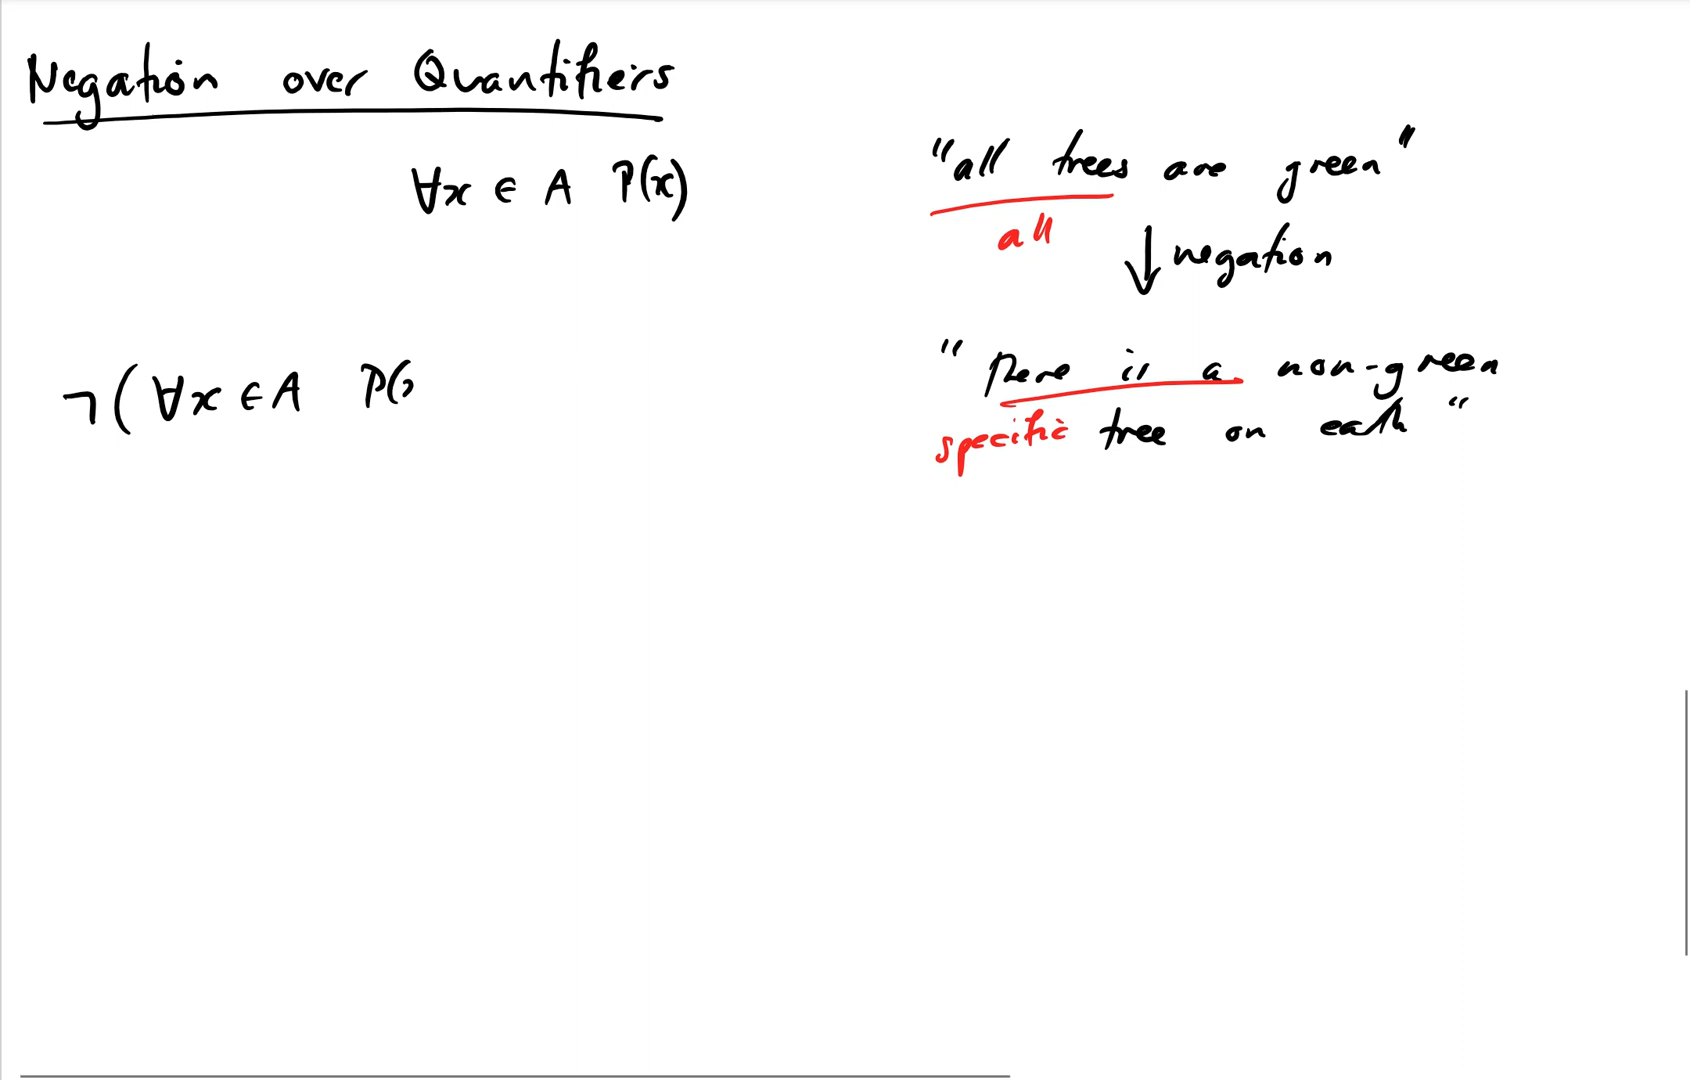 Negation over Quantifiers
∀x ∈ A P(x)
¬(∀x ∈ A P(
"all trees are green"
all
↓ negation
"there is a non-green
specific tree on earth"